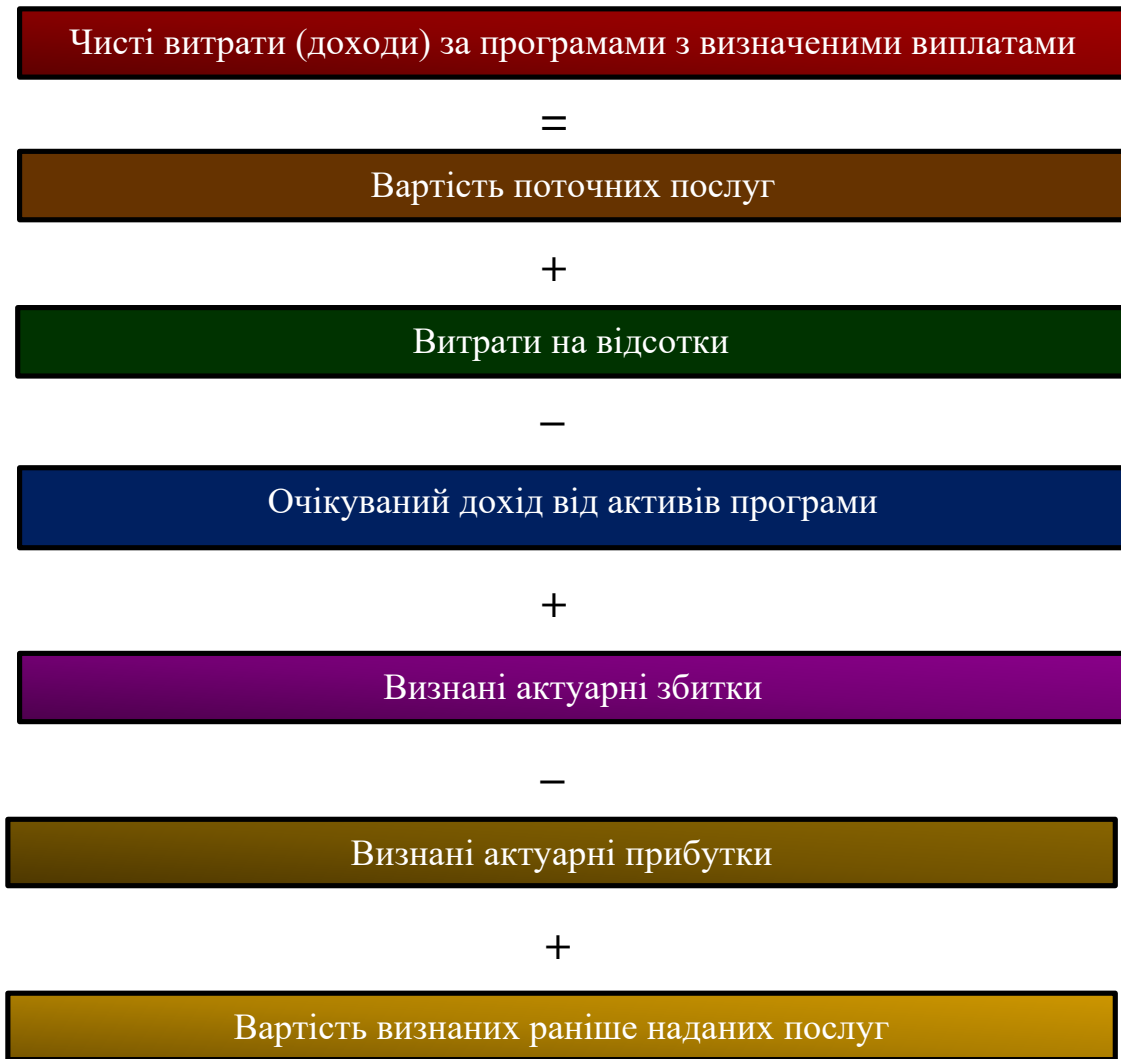 Чисті витрати (доходи) за програмами з визначеними виплатами
=
Вартість поточних послуг
+
Витрати на відсотки
–
Очікуваний дохід від активів програми
+
Визнані актуарні збитки
–
Визнані актуарні прибутки
+
Вартість визнаних раніше наданих послуг